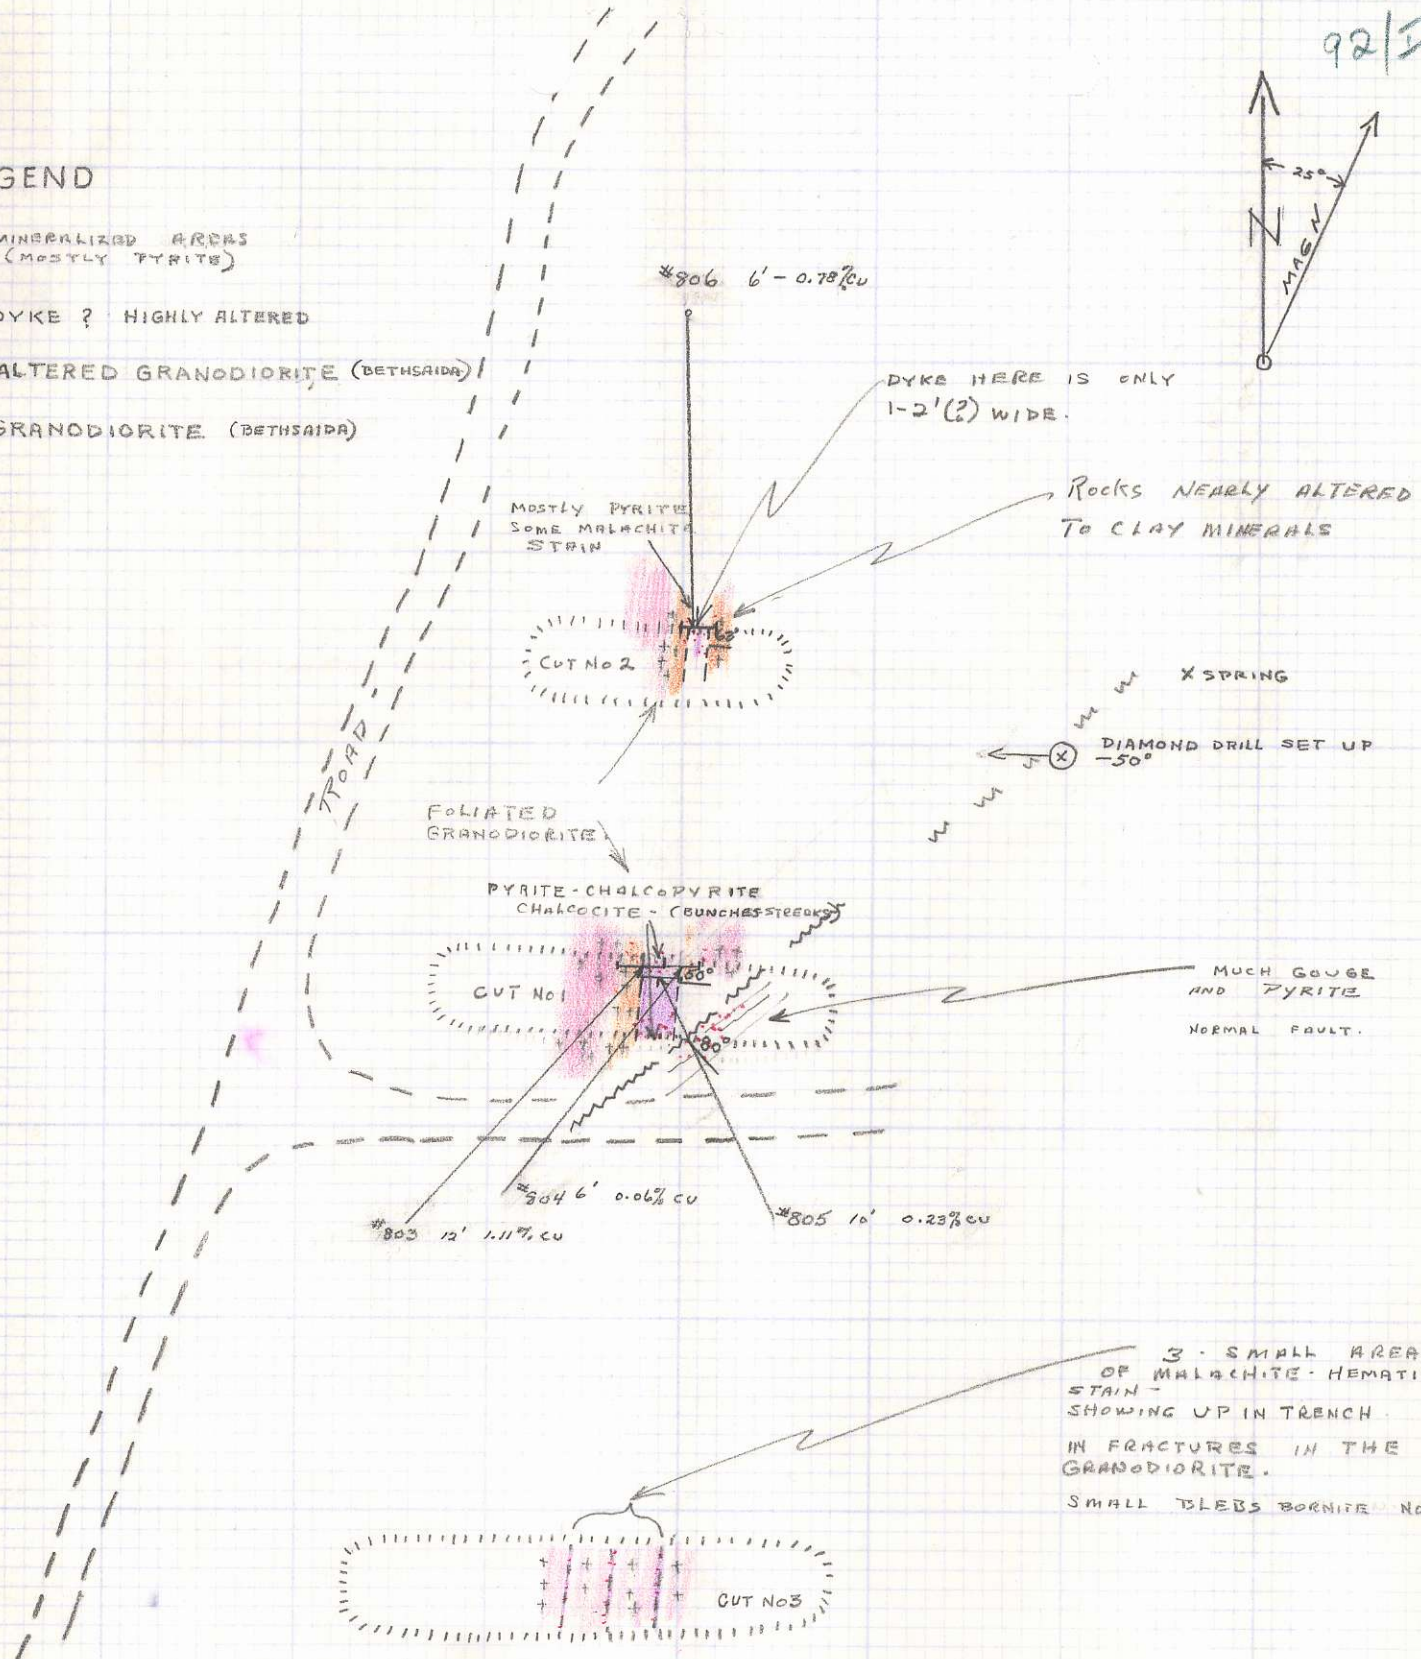 92/I
GEND
MINERALIZED AREAS
(MOSTLY PYRITE)
DYKE ? HIGHLY ALTERED
ALTERED GRANODIORITE (BETHSAIDA)
GRANODIORITE (BETHSAIDA)
N
25°
MAG N
#806 6' - 0.78% CU
DYKE HERE IS ONLY
1-2'(?) WIDE.
Rocks NEARLY ALTERED
To CLAY MINERALS
MOSTLY PYRITE
SOME MALACHITE
STAIN
CUT No 2
X SPRING
DIAMOND DRILL SET UP
-50°
ROAD
FOLIATED
GRANODIORITE
PYRITE - CHALCOPYRITE
CHALCOCITE - (BUNCHES STREAKS)
CUT No 1
60°
80°
MUCH GOUGE
AND PYRITE
NORMAL FAULT.
#804 6' 0.06% CU
#803 12' 1.11% CU
#805 10' 0.23% CU
3 - SMALL AREA
OF MALACHITE - HEMATI
STAIN -
SHOWING UP IN TRENCH.
IN FRACTURES IN THE
GRANODIORITE.
SMALL BLEBS BORNITE NO
CUT No 3